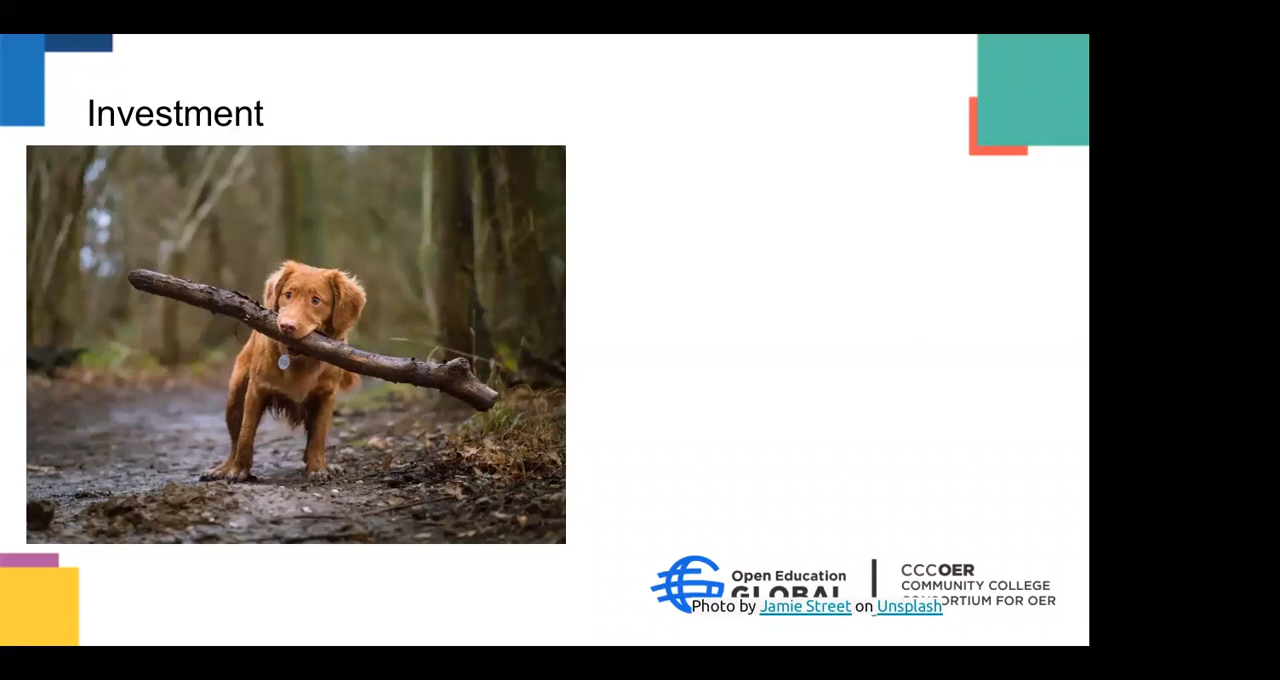 Investment
Open Education
GLOBAL
CCCOER
COMMUNITY COLLEGE
CONSORTIUM FOR OER
Photo by Jamie Street on Unsplash